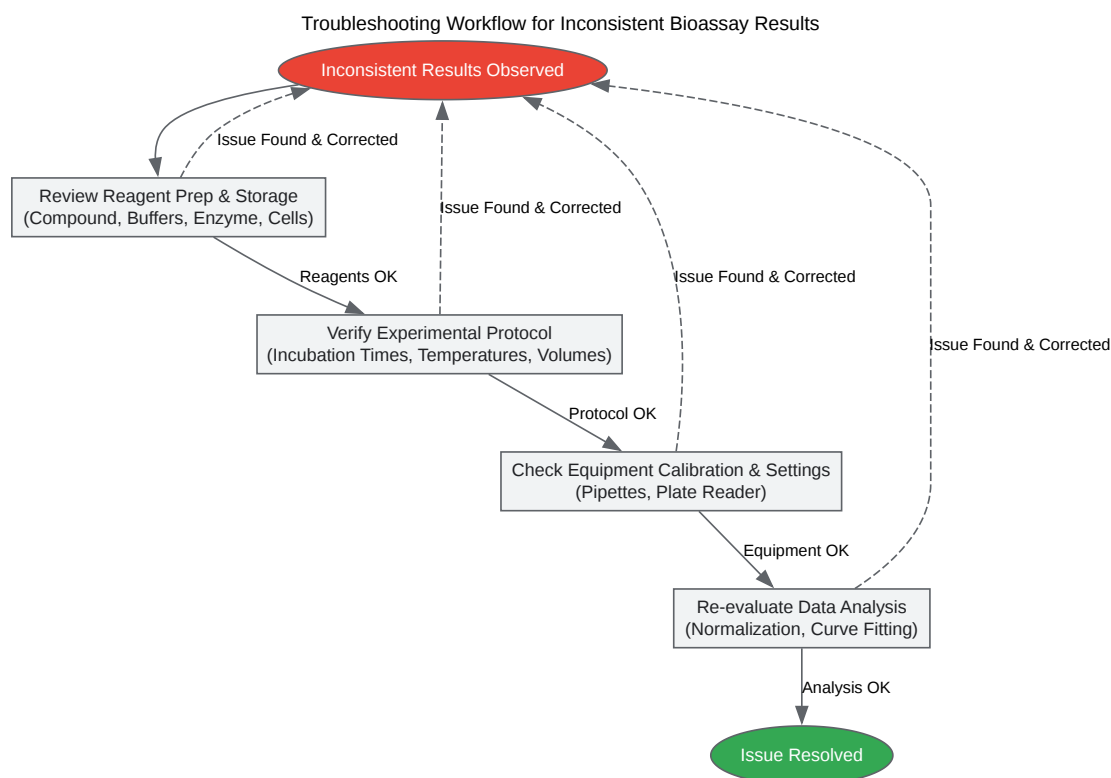 Troubleshooting Workflow for Inconsistent Bioassay Results
Inconsistent Results Observed
Issue Found & Corrected
Review Reagent Prep & Storage
(Compound, Buffers, Enzyme, Cells)
Issue Found & Corrected
Reagents OK
Issue Found & Corrected
Verify Experimental Protocol
(Incubation Times, Temperatures, Volumes)
Issue Found & Corrected
Protocol OK
Check Equipment Calibration & Settings
(Pipettes, Plate Reader)
Equipment OK
Re-evaluate Data Analysis
(Normalization, Curve Fitting)
Analysis OK
Issue Resolved